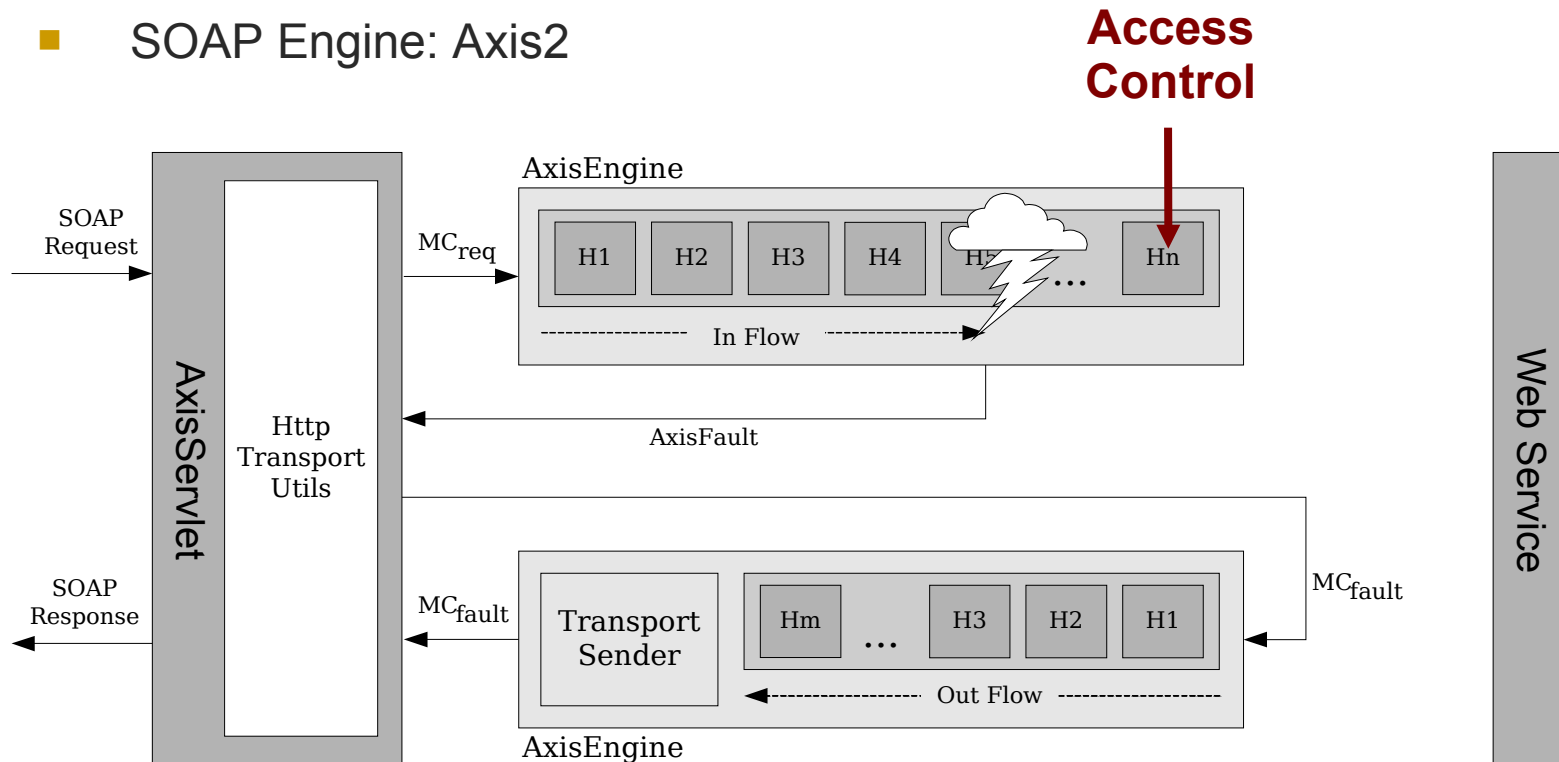 SOAP Engine: Axis2
Access
Control
AxisEngine
SOAP
Request
MCreq
H1 H2 H3 H4 H5 ... Hn
In Flow
AxisFault
AxisServlet
Http
Transport
Utils
Web Service
MCfault
SOAP
Response
MCfault
Transport
Sender
Hm ... H3 H2 H1
Out Flow
AxisEngine